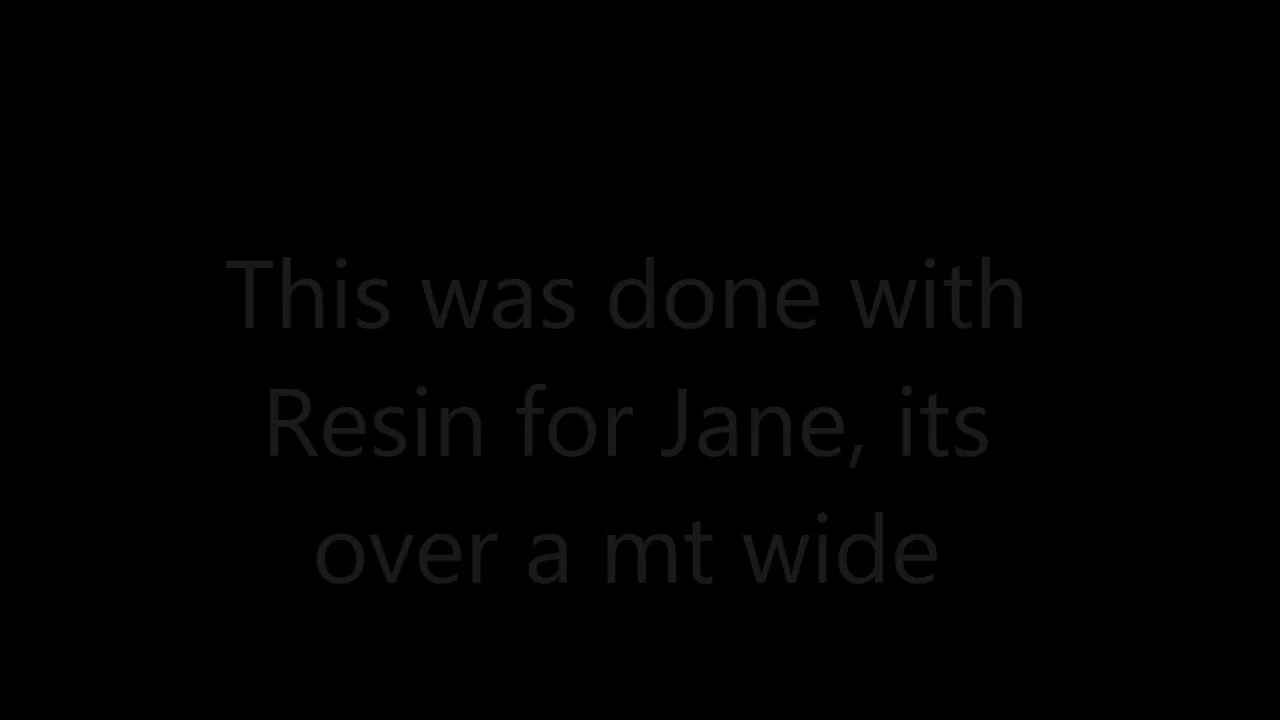 This was done with
Resin for Jane, its
over a mt wide